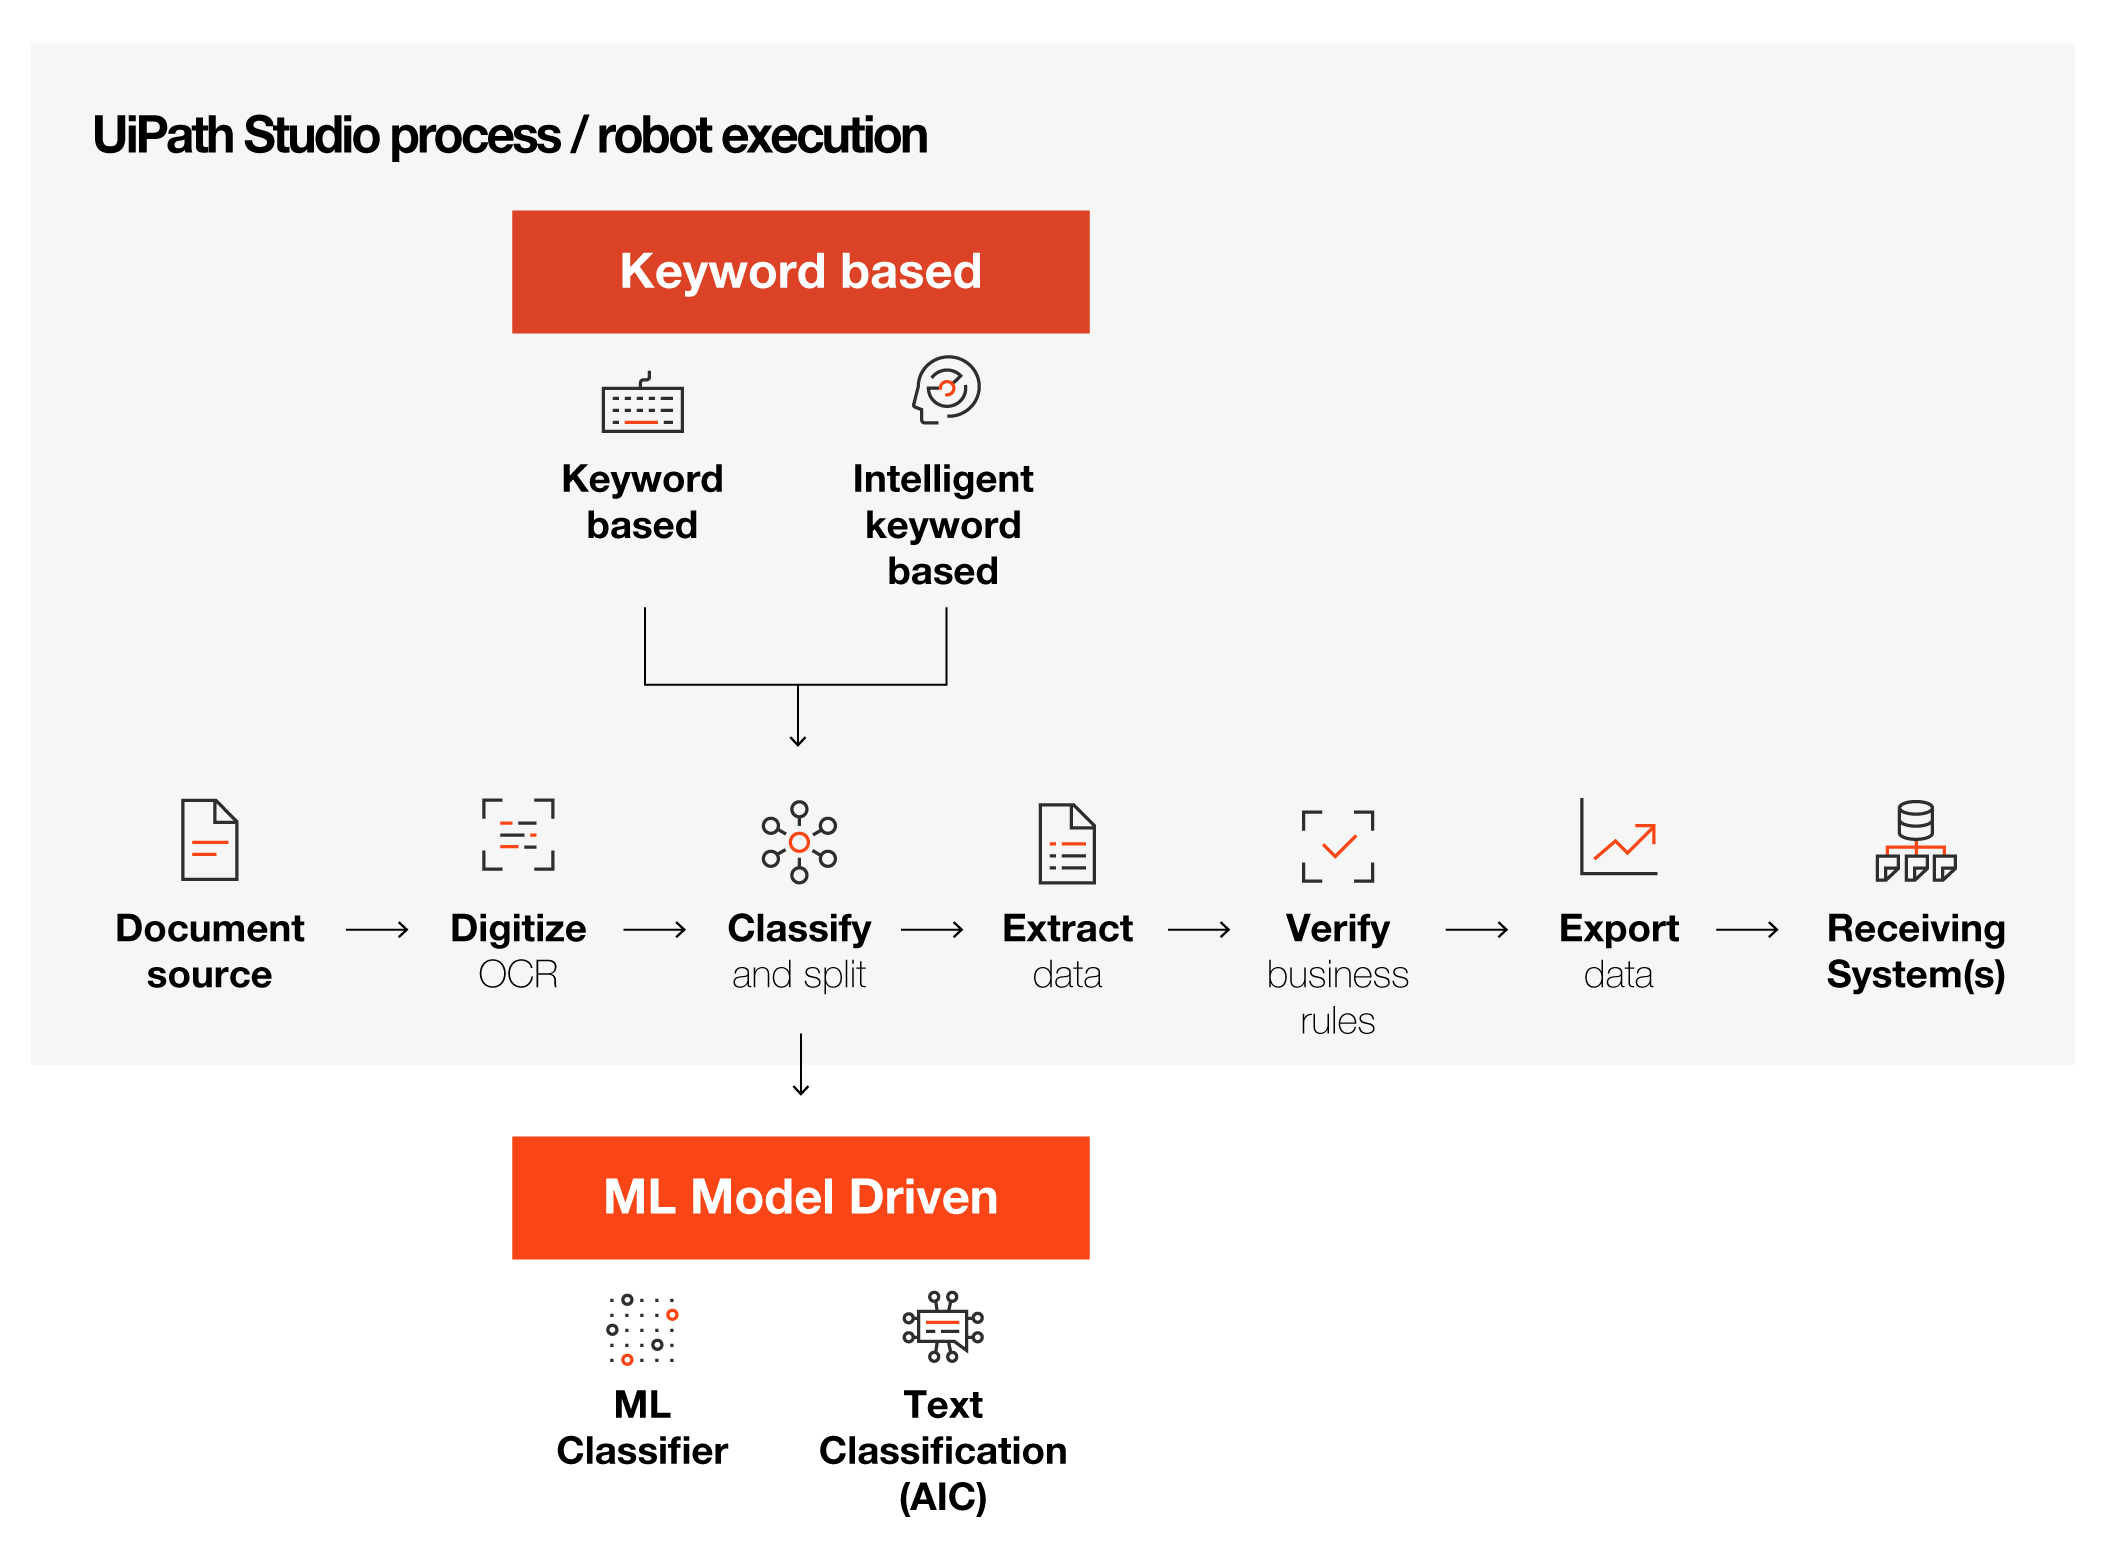 UiPath Studio process / robot execution
Keyword based
Keyword
based
Intelligent
keyword
based
Document
source
Digitize
OCR
Classify
and split
Extract
data
Verify
business
rules
Export
data
Receiving
System(s)
ML Model Driven
ML
Classifier
Text
Classification
(AIC)